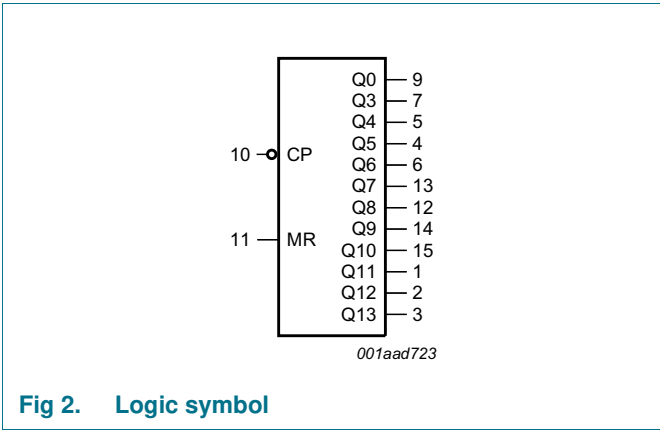 Q0 9
Q3 7
Q4 5
Q5 4
10 CP
Q6 6
Q7 13
Q8 12
Q9 14
11 MR
Q10 15
Q11 1
Q12 2
Q13 3
001aad723
Fig 2. Logic symbol